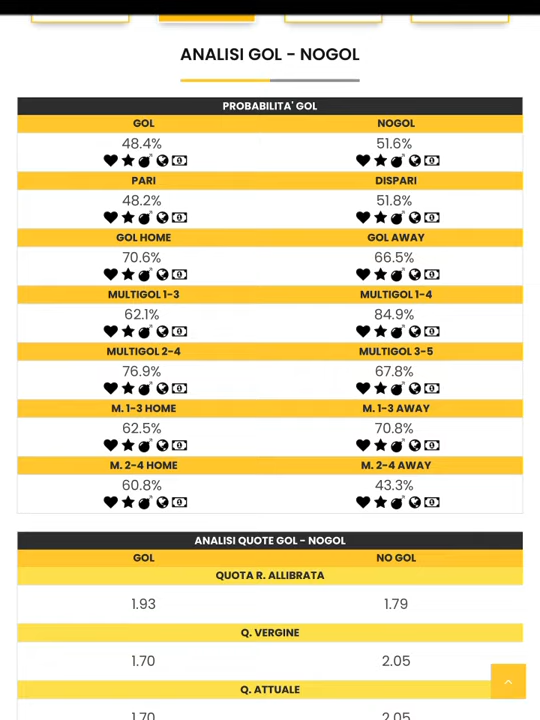 ANALISI GOL - NOGOL
PROBABILITA' GOL
GOL NOGOL
48.4% 51.6%
PARI DISPARI
48.2% 51.8%
GOL HOME GOL AWAY
70.6% 66.5%
MULTIGOL 1-3 MULTIGOL 1-4
62.1% 84.9%
MULTIGOL 2-4 MULTIGOL 3-5
76.9% 67.8%
M. 1-3 HOME M. 1-3 AWAY
62.5% 70.8%
M. 2-4 HOME M. 2-4 AWAY
60.8% 43.3%
ANALISI QUOTE GOL - NOGOL
GOL NO GOL
QUOTA R. ALLIBRATA
1.93 1.79
Q. VERGINE
1.70 2.05
Q. ATTUALE
1.70 2.05